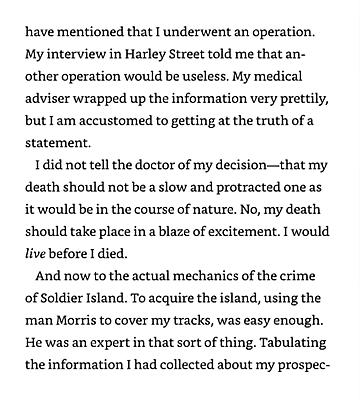 have mentioned that I underwent an operation.
My interview in Harley Street told me that an-
other operation would be useless. My medical
adviser wrapped up the information very prettily,
but I am accustomed to getting at the truth of a
statement.
I did not tell the doctor of my decision—that my
death should not be a slow and protracted one as
it would be in the course of nature. No, my death
should take place in a blaze of excitement. I would
live before I died.
And now to the actual mechanics of the crime
of Soldier Island. To acquire the island, using the
man Morris to cover my tracks, was easy enough.
He was an expert in that sort of thing. Tabulating
the information I had collected about my prospec-